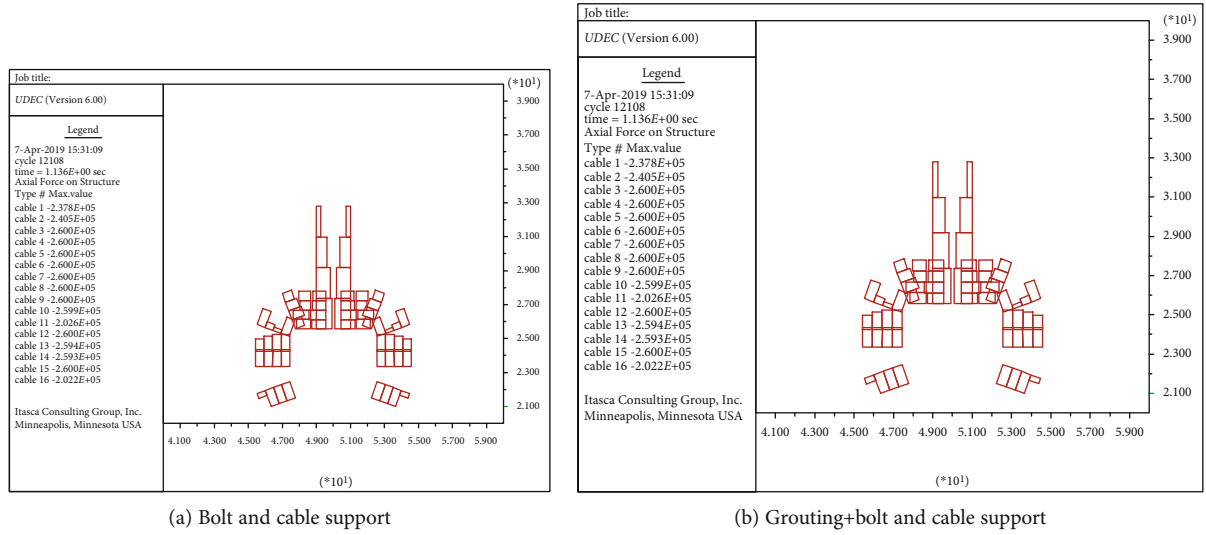 Job title:
UDEC (Version 6.00)
Legend
7-Apr-2019 15:31:09
cycle 12108
time = 1.136E+00 sec
Axial Force on Structure
Type # Max.value
cable 1 -2.378E+05
cable 2 -2.405E+05
cable 3 -2.600E+05
cable 4 -2.600E+05
cable 5 -2.600E+05
cable 6 -2.600E+05
cable 7 -2.600E+05
cable 8 -2.600E+05
cable 9 -2.600E+05
cable 10 -2.599E+05
cable 11 -2.026E+05
cable 12 -2.600E+05
cable 13 -2.594E+05
cable 14 -2.593E+05
cable 15 -2.600E+05
cable 16 -2.022E+05
Itasca Consulting Group, Inc.
Minneapolis, Minnesota USA
(*10¹)
3.900
3.700
3.500
3.300
3.100
2.900
2.700
2.500
2.300
2.100
4.100 4.300 4.500 4.700 4.900 5.100 5.300 5.500 5.700 5.900
(*10¹)
(a) Bolt and cable support
Job title:
UDEC (Version 6.00)
Legend
7-Apr-2019 15:31:09
cycle 12108
time = 1.136E+00 sec
Axial Force on Structure
Type # Max.value
cable 1 -2.378E+05
cable 2 -2.405E+05
cable 3 -2.600E+05
cable 4 -2.600E+05
cable 5 -2.600E+05
cable 6 -2.600E+05
cable 7 -2.600E+05
cable 8 -2.600E+05
cable 9 -2.600E+05
cable 10 -2.599E+05
cable 11 -2.026E+05
cable 12 -2.600E+05
cable 13 -2.594E+05
cable 14 -2.593E+05
cable 15 -2.600E+05
cable 16 -2.022E+05
Itasca Consulting Group, Inc.
Minneapolis, Minnesota USA
(*10¹)
3.900
3.700
3.500
3.300
3.100
2.900
2.700
2.500
2.300
2.100
4.100 4.300 4.500 4.700 4.900 5.100 5.300 5.500 5.700 5.900
(*10¹)
(b) Grouting+bolt and cable support